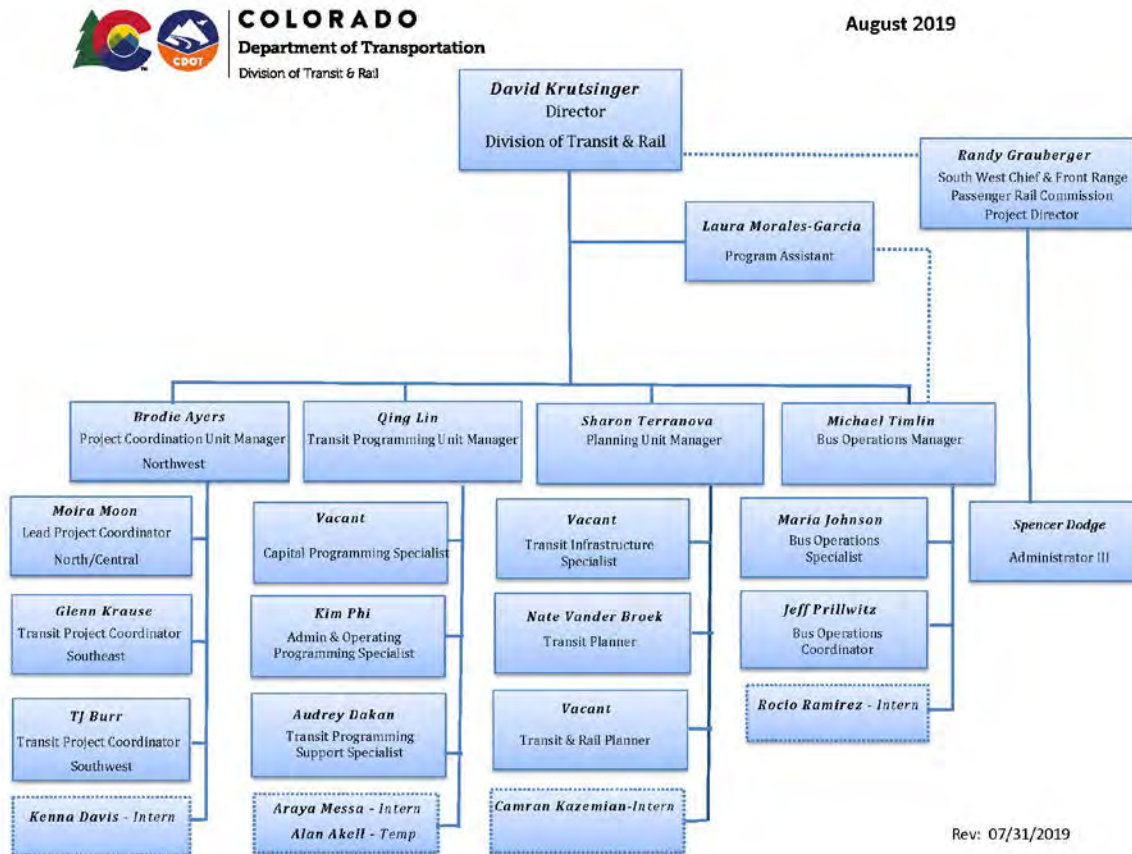 COLORADO
Department of Transportation
Division of Transit & Rail
CDOT
TM
August 2019
David Krutsinger
Director
Division of Transit & Rail
Randy Grauberger
South West Chief & Front Range
Passenger Rail Commission
Project Director
Laura Morales-Garcia
Program Assistant
Brodie Ayers
Project Coordination Unit Manager
Northwest
Qing Lin
Transit Programming Unit Manager
Sharon Terranova
Planning Unit Manager
Michael Timlin
Bus Operations Manager
Moira Moon
Lead Project Coordinator
North/Central
Vacant
Capital Programming Specialist
Vacant
Transit Infrastructure
Specialist
Maria Johnson
Bus Operations
Specialist
Spencer Dodge
Administrator III
Glenn Krause
Transit Project Coordinator
Southeast
Kim Phi
Admin & Operating
Programming Specialist
Nate Vander Broek
Transit Planner
Jeff Prillwitz
Bus Operations
Coordinator
TJ Burr
Transit Project Coordinator
Southwest
Audrey Dakan
Transit Programming
Support Specialist
Vacant
Transit & Rail Planner
Rocio Ramirez - Intern
Kenna Davis - Intern
Araya Messa - Intern
Alan Akell - Temp
Camran Kazemian-Intern
Rev: 07/31/2019